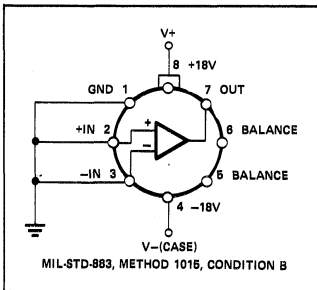 V+
8 +18V
GND 1
7 OUT
+IN 2
+
6 BALANCE
−
−IN 3
5 BALANCE
4 −18V
V−(CASE)
MIL-STD-883, METHOD 1015, CONDITION B